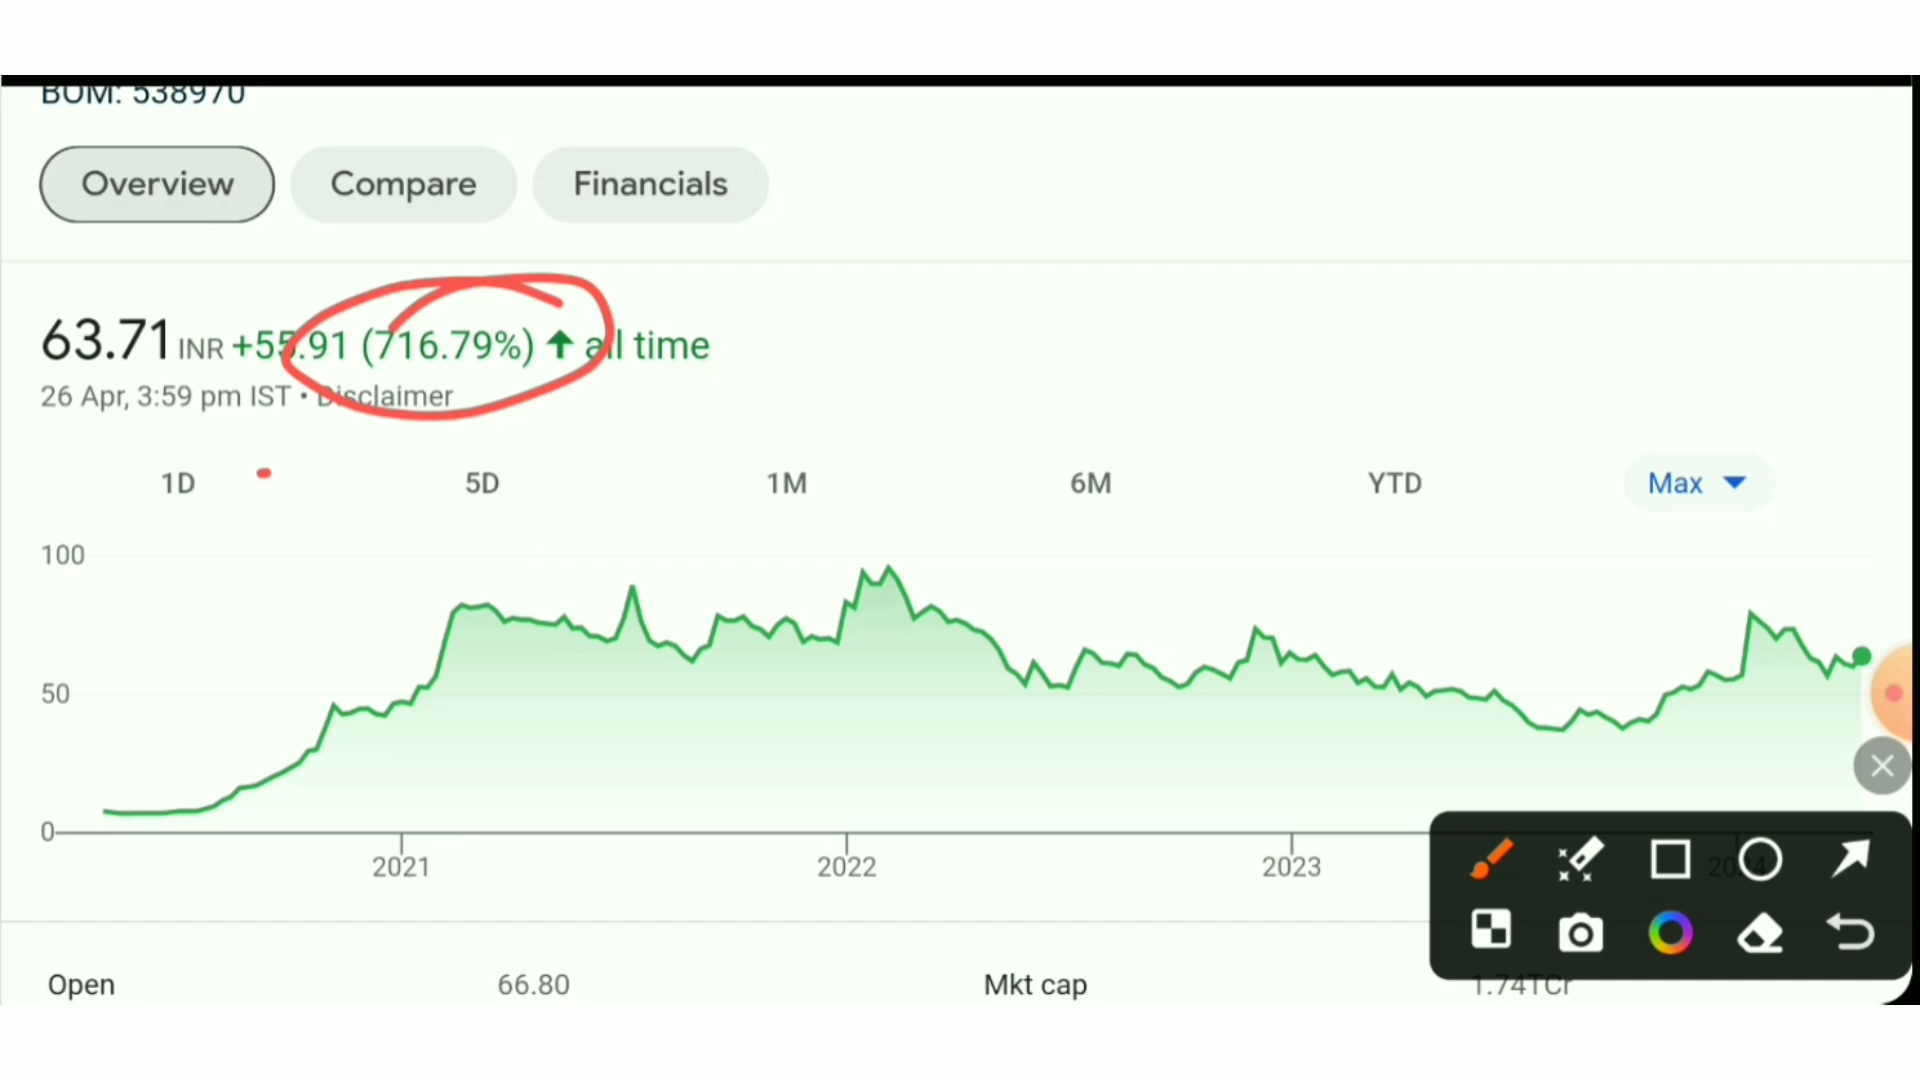 BOM: 538970
Overview Compare Financials
63.71 INR +55.91 (716.79%) all time
26 Apr, 3:59 pm IST • Disclaimer
1D 5D 1M 6M YTD Max
100
50
0
2021 2022 2023 2024
Open 66.80 Mkt cap 1.74TCr